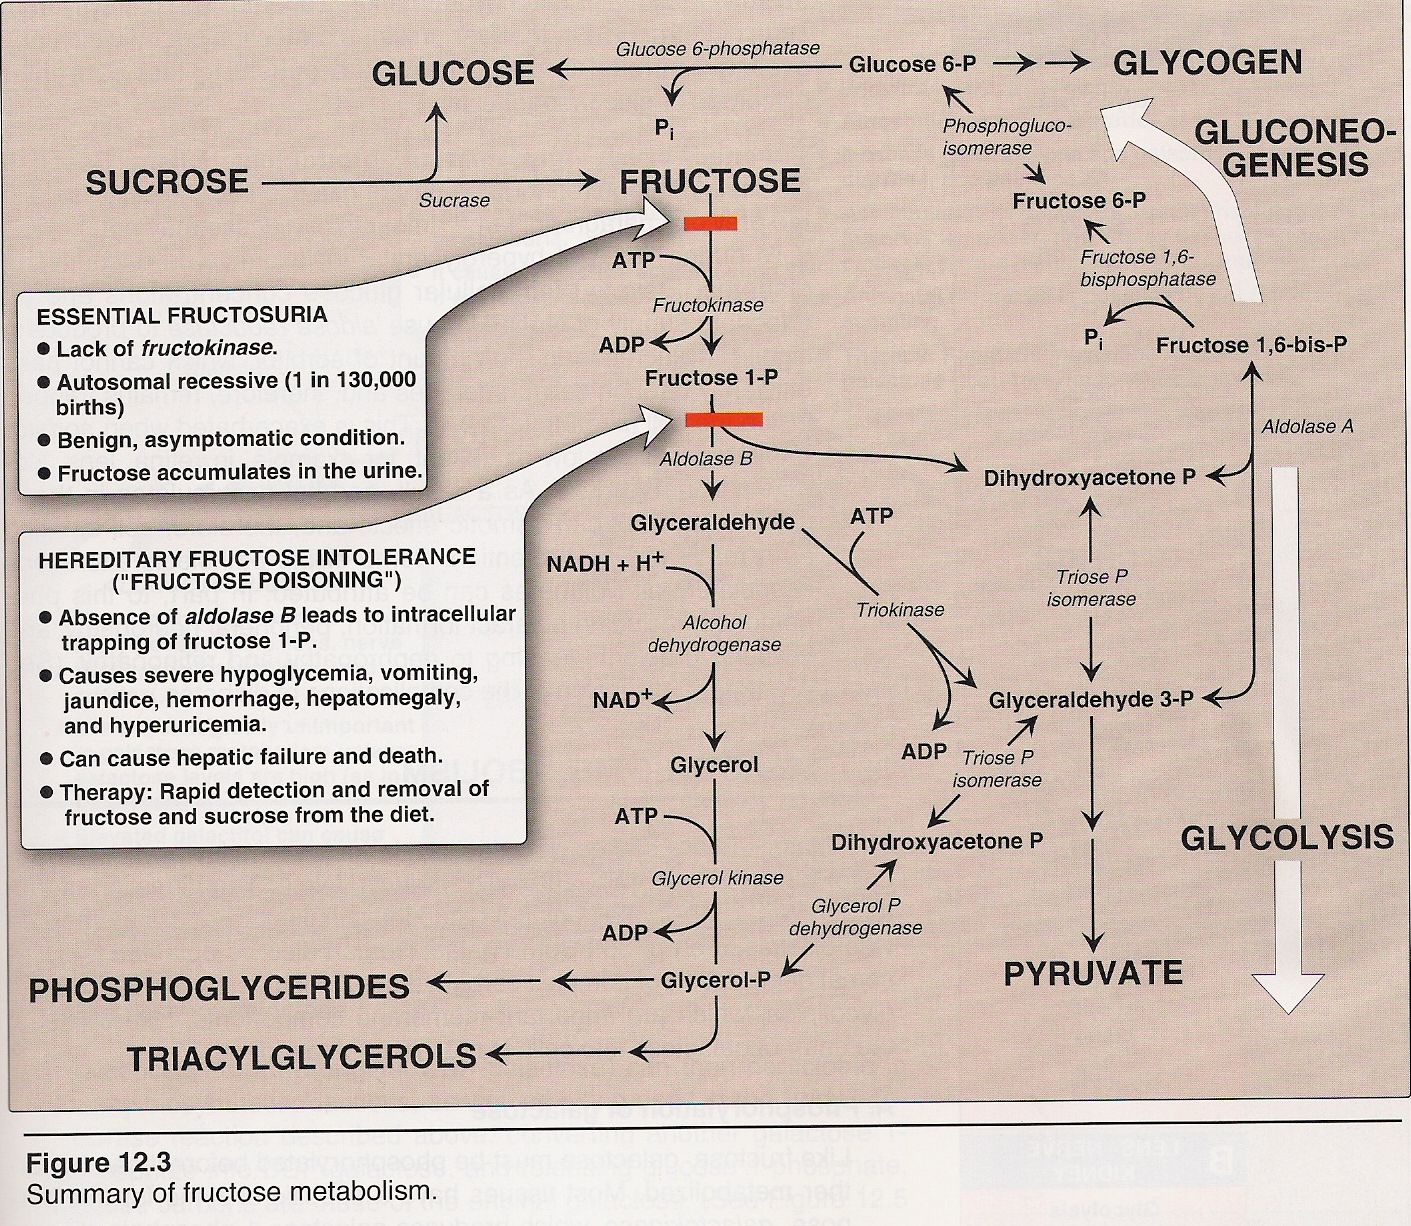 Glucose 6-phosphatase
GLUCOSE
Glucose 6-P
GLYCOGEN
Pi
Phosphogluco-
isomerase
GLUCONEO-
GENESIS
SUCROSE
Sucrase
FRUCTOSE
Fructose 6-P
ATP
Fructokinase
ADP
Fructose 1,6-
bisphosphatase
Pi
Fructose 1,6-bis-P
ESSENTIAL FRUCTOSURIA
● Lack of fructokinase.
● Autosomal recessive (1 in 130,000
births)
● Benign, asymptomatic condition.
● Fructose accumulates in the urine.
Fructose 1-P
Aldolase B
Aldolase A
Dihydroxyacetone P
Glyceraldehyde
ATP
HEREDITARY FRUCTOSE INTOLERANCE
("FRUCTOSE POISONING")
● Absence of aldolase B leads to intracellular
trapping of fructose 1-P.
● Causes severe hypoglycemia, vomiting,
jaundice, hemorrhage, hepatomegaly,
and hyperuricemia.
● Can cause hepatic failure and death.
● Therapy: Rapid detection and removal of
fructose and sucrose from the diet.
NADH + H+
Alcohol
dehydrogenase
NAD+
Triokinase
Triose P
isomerase
Glyceraldehyde 3-P
ADP
Triose P
isomerase
Glycerol
ATP
Glycerol kinase
ADP
Dihydroxyacetone P
Glycerol P
dehydrogenase
GLYCOLYSIS
Glycerol-P
PHOSPHOGLYCERIDES
TRIACYLGLYCEROLS
PYRUVATE
Figure 12.3
Summary of fructose metabolism.